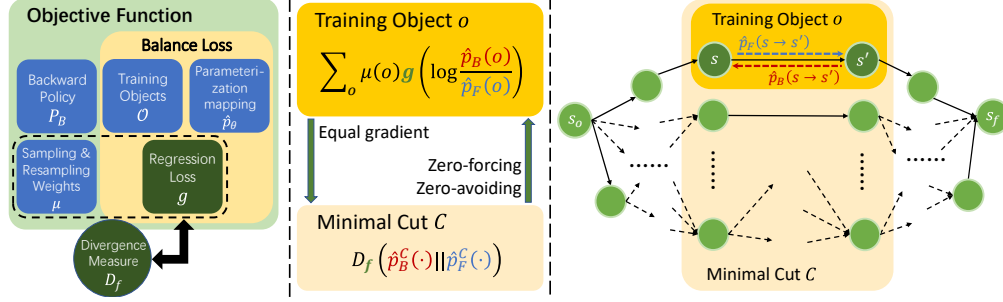 Objective Function
Balance Loss
Backward
Policy
P_B
Training
Objects
𝒪
Parameteri-
zation
mapping
p̂_θ
Sampling &
Resampling
Weights
μ
Regression
Loss
g
Divergence
Measure
D_f
Training Object o
∑_o μ(o)g(log p̂_B(o)/p̂_F(o))
Equal gradient
Zero-forcing
Zero-avoiding
Minimal Cut C
D_f(p̂_B^C(·)||p̂_F^C(·))
Training Object o
p̂_F(s → s′)
s
s′
p̂_B(s → s′)
s_o
s_f
......
......
......
......
Minimal Cut C